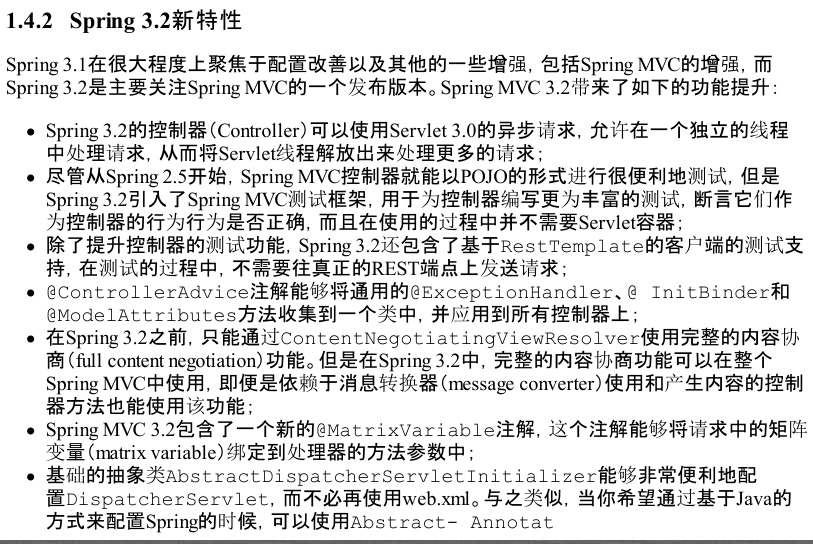 1.4.2 Spring 3.2新特性
Spring 3.1在很大程度上聚焦于配置改善以及其他的一些增强，包括Spring MVC的增强，而
Spring 3.2是主要关注Spring MVC的一个发布版本。Spring MVC 3.2带来了如下的功能提升：
• Spring 3.2的控制器（Controller）可以使用Servlet 3.0的异步请求，允许在一个独立的线程
中处理请求，从而将Servlet线程解放出来处理更多的请求；
• 尽管从Spring 2.5开始，Spring MVC控制器就能以POJO的形式进行很便利地测试，但是
Spring 3.2引入了Spring MVC测试框架，用于为控制器编写更为丰富的测试，断言它们作
为控制器的行为行为是否正确，而且在使用的过程中并不需要Servlet容器；
• 除了提升控制器的测试功能，Spring 3.2还包含了基于RestTemplate的客户端的测试支
持，在测试的过程中，不需要往真正的REST端点上发送请求；
• @ControllerAdvice注解能够将通用的@ExceptionHandler、@ InitBinder和
@ModelAttributes方法收集到一个类中，并应用到所有控制器上；
• 在Spring 3.2之前，只能通过ContentNegotiatingViewResolver使用完整的内容协
商（full content negotiation）功能。但是在Spring 3.2中，完整的内容协商功能可以在整个
Spring MVC中使用，即便是依赖于消息转换器（message converter）使用和产生内容的控制
器方法也能使用该功能；
• Spring MVC 3.2包含了一个新的@MatrixVariable注解，这个注解能够将请求中的矩阵
变量（matrix variable）绑定到处理器的方法参数中；
• 基础的抽象类AbstractDispatcherServletInitializer能够非常便利地配
置DispatcherServlet，而不必再使用web.xml。与之类似，当你希望通过基于Java的
方式来配置Spring的时候，可以使用Abstract- Annotat